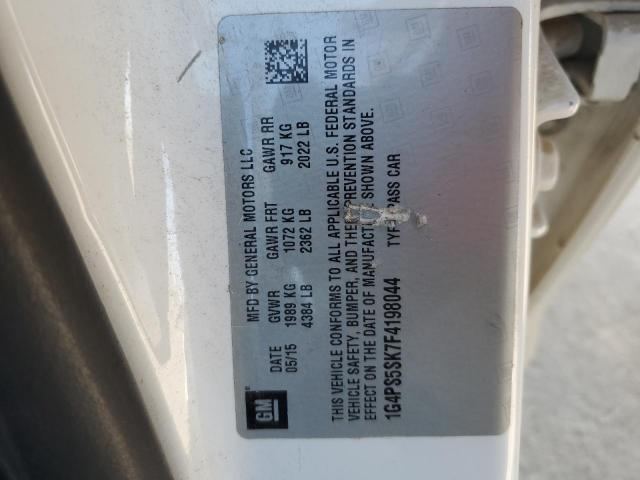 MFD BY GENERAL MOTORS LLC
DATE GVWR GAWR FRT GAWR RR
05/15 1989 KG 1072 KG 917 KG
4384 LB 2362 LB 2022 LB
GM
THIS VEHICLE CONFORMS TO ALL APPLICABLE U.S. FEDERAL MOTOR
VEHICLE SAFETY, BUMPER, AND THEFT PREVENTION STANDARDS IN
EFFECT ON THE DATE OF MANUFACTURE SHOWN ABOVE.
1G4PS5SK7F4198044 TYPE: PASS CAR